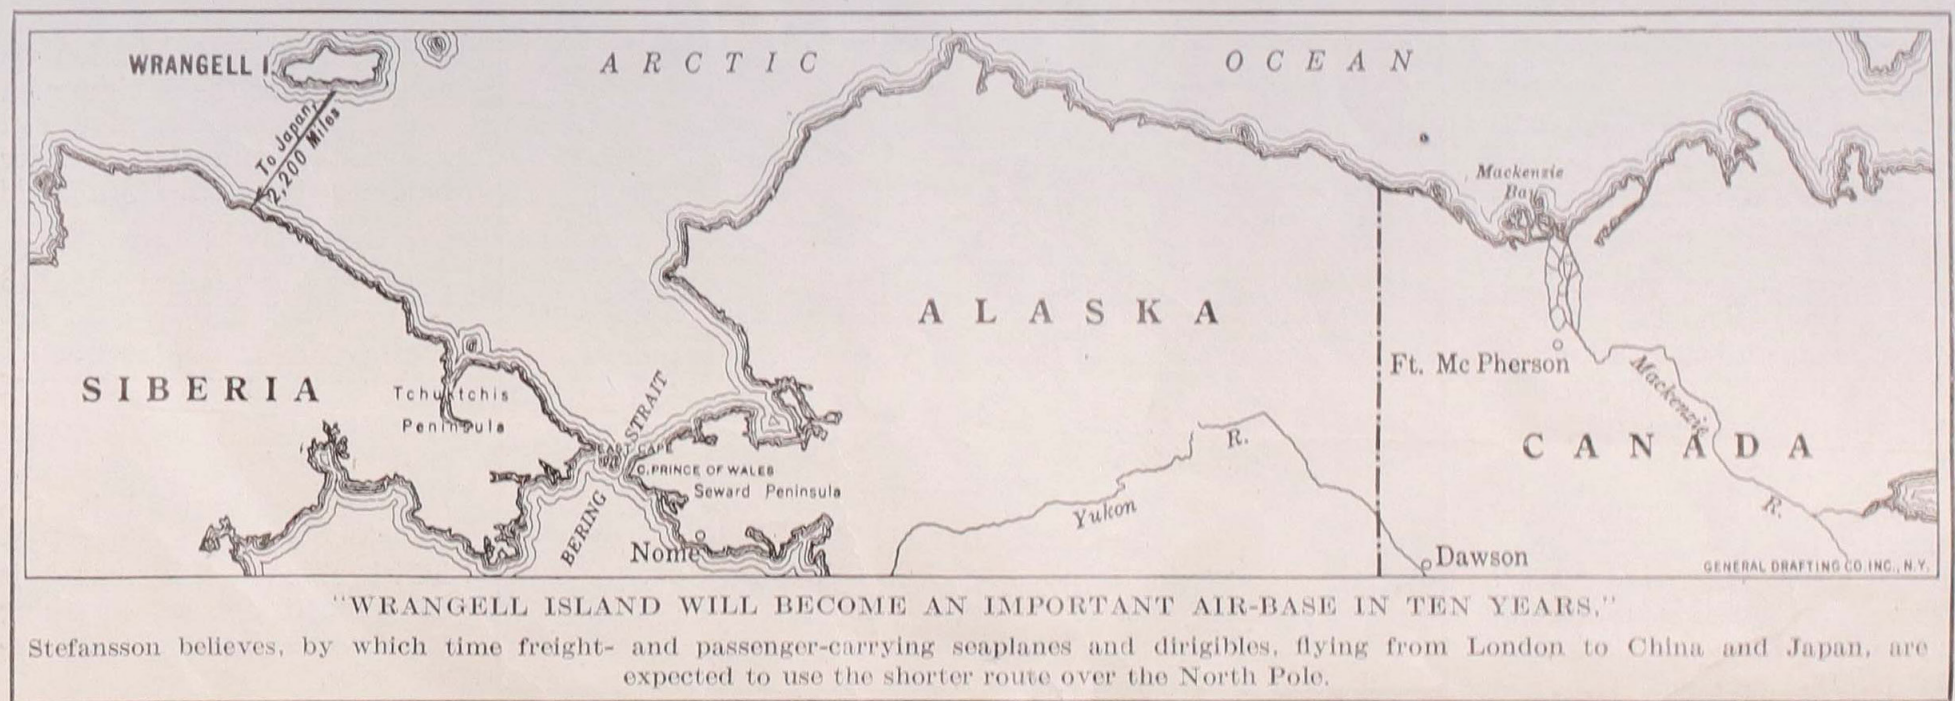 WRANGELL I.
ARCTIC OCEAN
To Japan,
2,200 Miles
Mackenzie
Bay
ALASKA
Ft. Mc Pherson
SIBERIA
Tchuktchis
Peninsula
BERING STRAIT
EAST CAPE
C. PRINCE OF WALES
Seward Peninsula
Mackenzie R.
CANADA
Yukon R.
Nome
Dawson
GENERAL DRAFTING CO. INC., N.Y.
"WRANGELL ISLAND WILL BECOME AN IMPORTANT AIR-BASE IN TEN YEARS,"
Stefansson believes, by which time freight- and passenger-carrying seaplanes and dirigibles, flying from London to China and Japan, are
expected to use the shorter route over the North Pole.